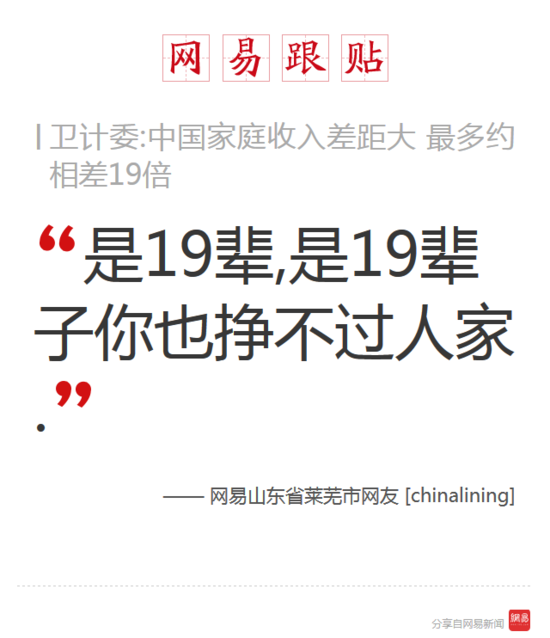 网易跟贴
卫计委:中国家庭收入差距大 最多约
相差19倍
“是19辈,是19辈
子你也挣不过人家
.”
—— 网易山东省莱芜市网友 [chinalining]
分享自网易新闻 網易